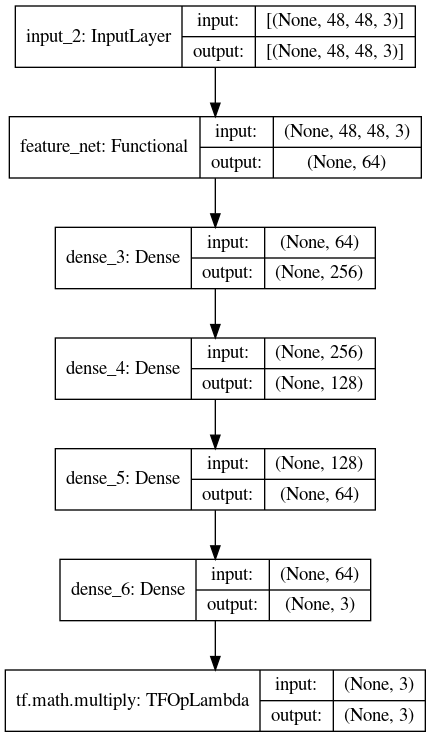 input_2: InputLayer
input:
[(None, 48, 48, 3)]
output:
[(None, 48, 48, 3)]
feature_net: Functional
input:
(None, 48, 48, 3)
output:
(None, 64)
dense_3: Dense
input:
(None, 64)
output:
(None, 256)
dense_4: Dense
input:
(None, 256)
output:
(None, 128)
dense_5: Dense
input:
(None, 128)
output:
(None, 64)
dense_6: Dense
input:
(None, 64)
output:
(None, 3)
tf.math.multiply: TFOpLambda
input:
(None, 3)
output:
(None, 3)